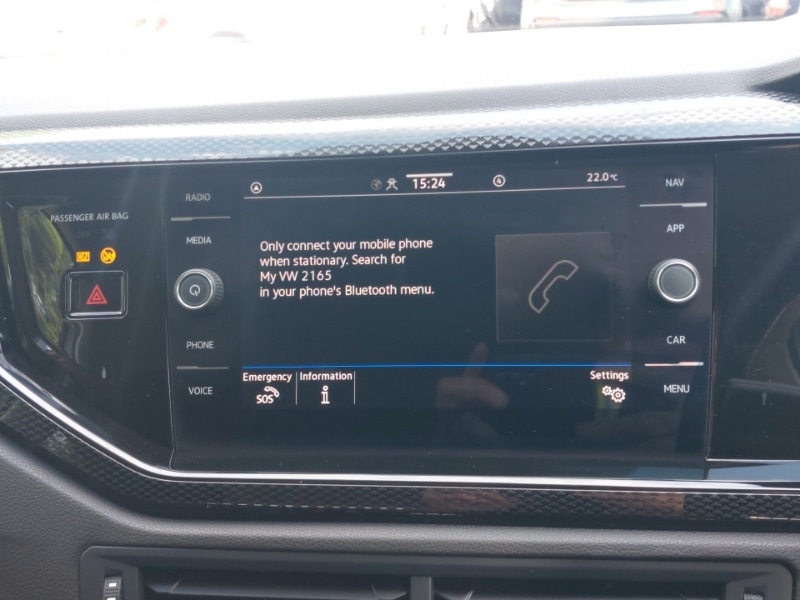 RADIO
MEDIA
PHONE
VOICE
PASSENGER AIR BAG
ON
15:24
22.0°C
Only connect your mobile phone
when stationary. Search for
My VW 2165
in your phone's Bluetooth menu.
Emergency
SOS
Information
Settings
NAV
APP
CAR
MENU